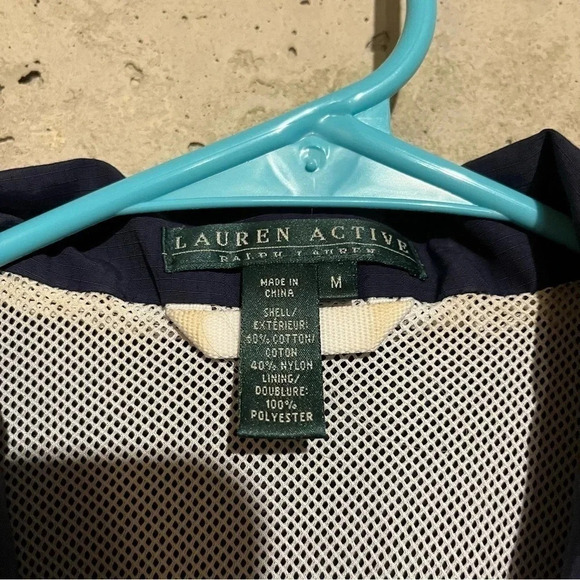 LAUREN ACTIVE
RALPH LAUREN
M
MADE IN
CHINA
SHELL/
EXTÉRIEUR:
60% COTTON/
COTON
40% NYLON
LINING/
DOUBLURE:
100%
POLYESTER